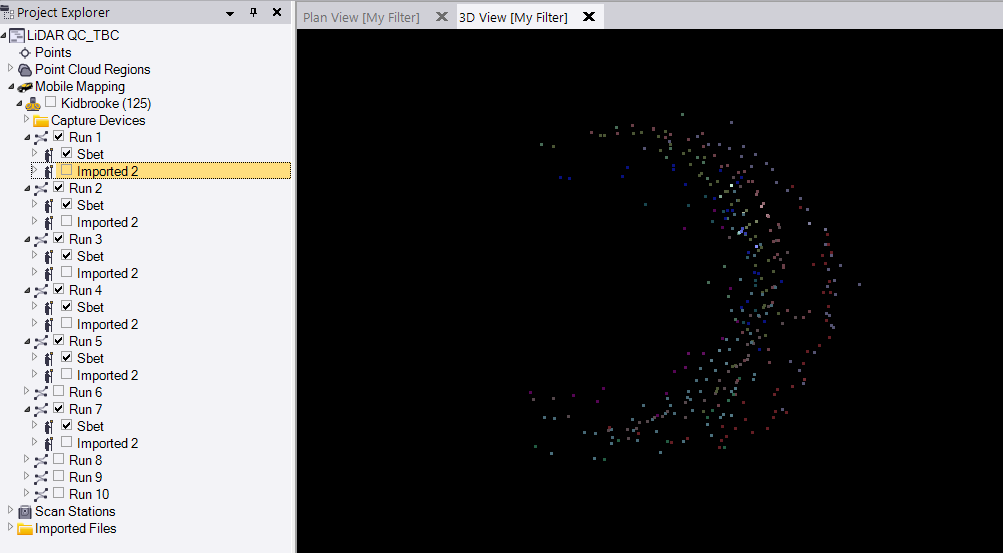 Project Explorer
Plan View [My Filter]
3D View [My Filter]
LiDAR QC_TBC
Points
Point Cloud Regions
Mobile Mapping
Kidbrooke (125)
Capture Devices
Run 1
Sbet
Imported 2
Run 2
Sbet
Imported 2
Run 3
Sbet
Imported 2
Run 4
Sbet
Imported 2
Run 5
Sbet
Imported 2
Run 6
Run 7
Sbet
Imported 2
Run 8
Run 9
Run 10
Scan Stations
Imported Files